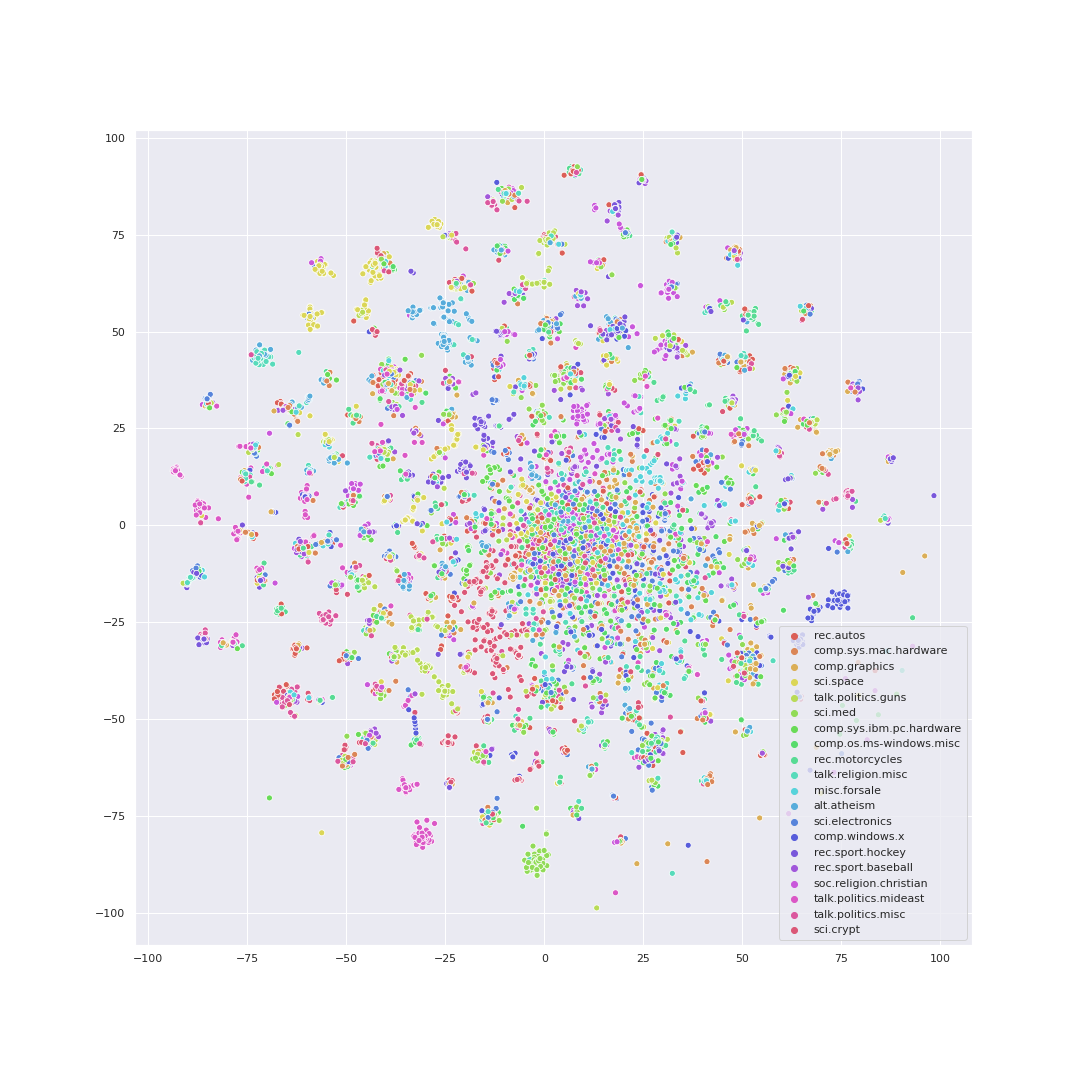 100
75
50
25
0
−25
−50
−75
−100
−100
−75
−50
−25
0
25
50
75
100
rec.autos
comp.sys.mac.hardware
comp.graphics
sci.space
talk.politics.guns
sci.med
comp.sys.ibm.pc.hardware
comp.os.ms-windows.misc
rec.motorcycles
talk.religion.misc
misc.forsale
alt.atheism
sci.electronics
comp.windows.x
rec.sport.hockey
rec.sport.baseball
soc.religion.christian
talk.politics.mideast
talk.politics.misc
sci.crypt